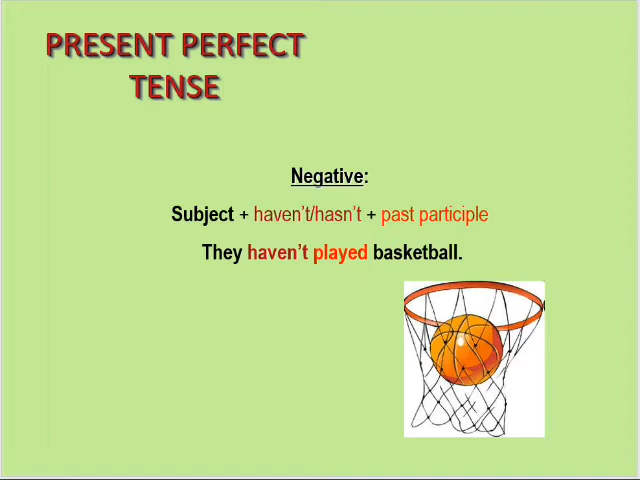 PRESENT PERFECT
TENSE
Negative:
Subject + haven't/hasn't + past participle
They haven't played basketball.